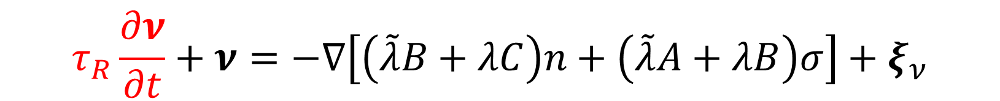 τ_R ∂𝝂/∂t + 𝝂 = −∇[(λ̃B + λC)n + (λ̃A + λB)σ] + 𝝃_ν